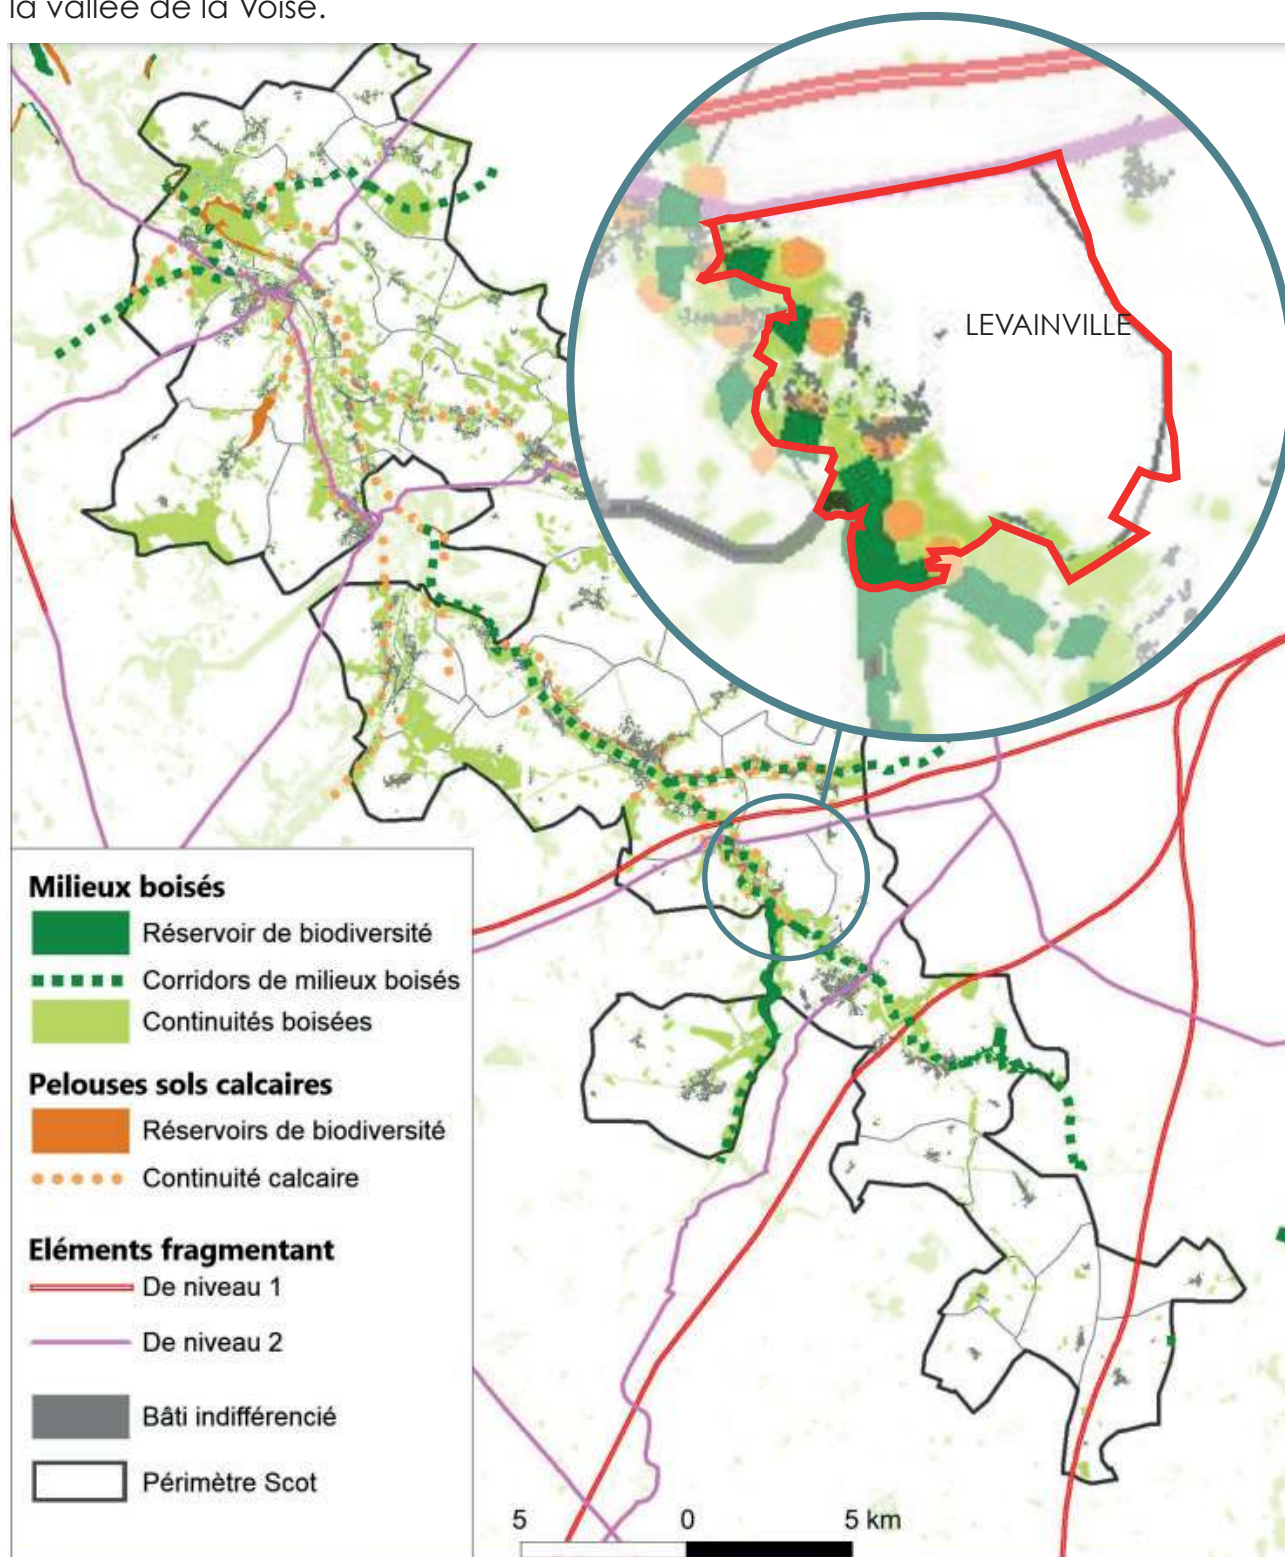 la vallée de la Voise.
LEVAINVILLE
Milieux boisés
Réservoir de biodiversité
Corridors de milieux boisés
Continuités boisées
Pelouses sols calcaires
Réservoirs de biodiversité
Continuité calcaire
Eléments fragmentant
De niveau 1
De niveau 2
Bâti indifférencié
Périmètre Scot
5 0 5 km